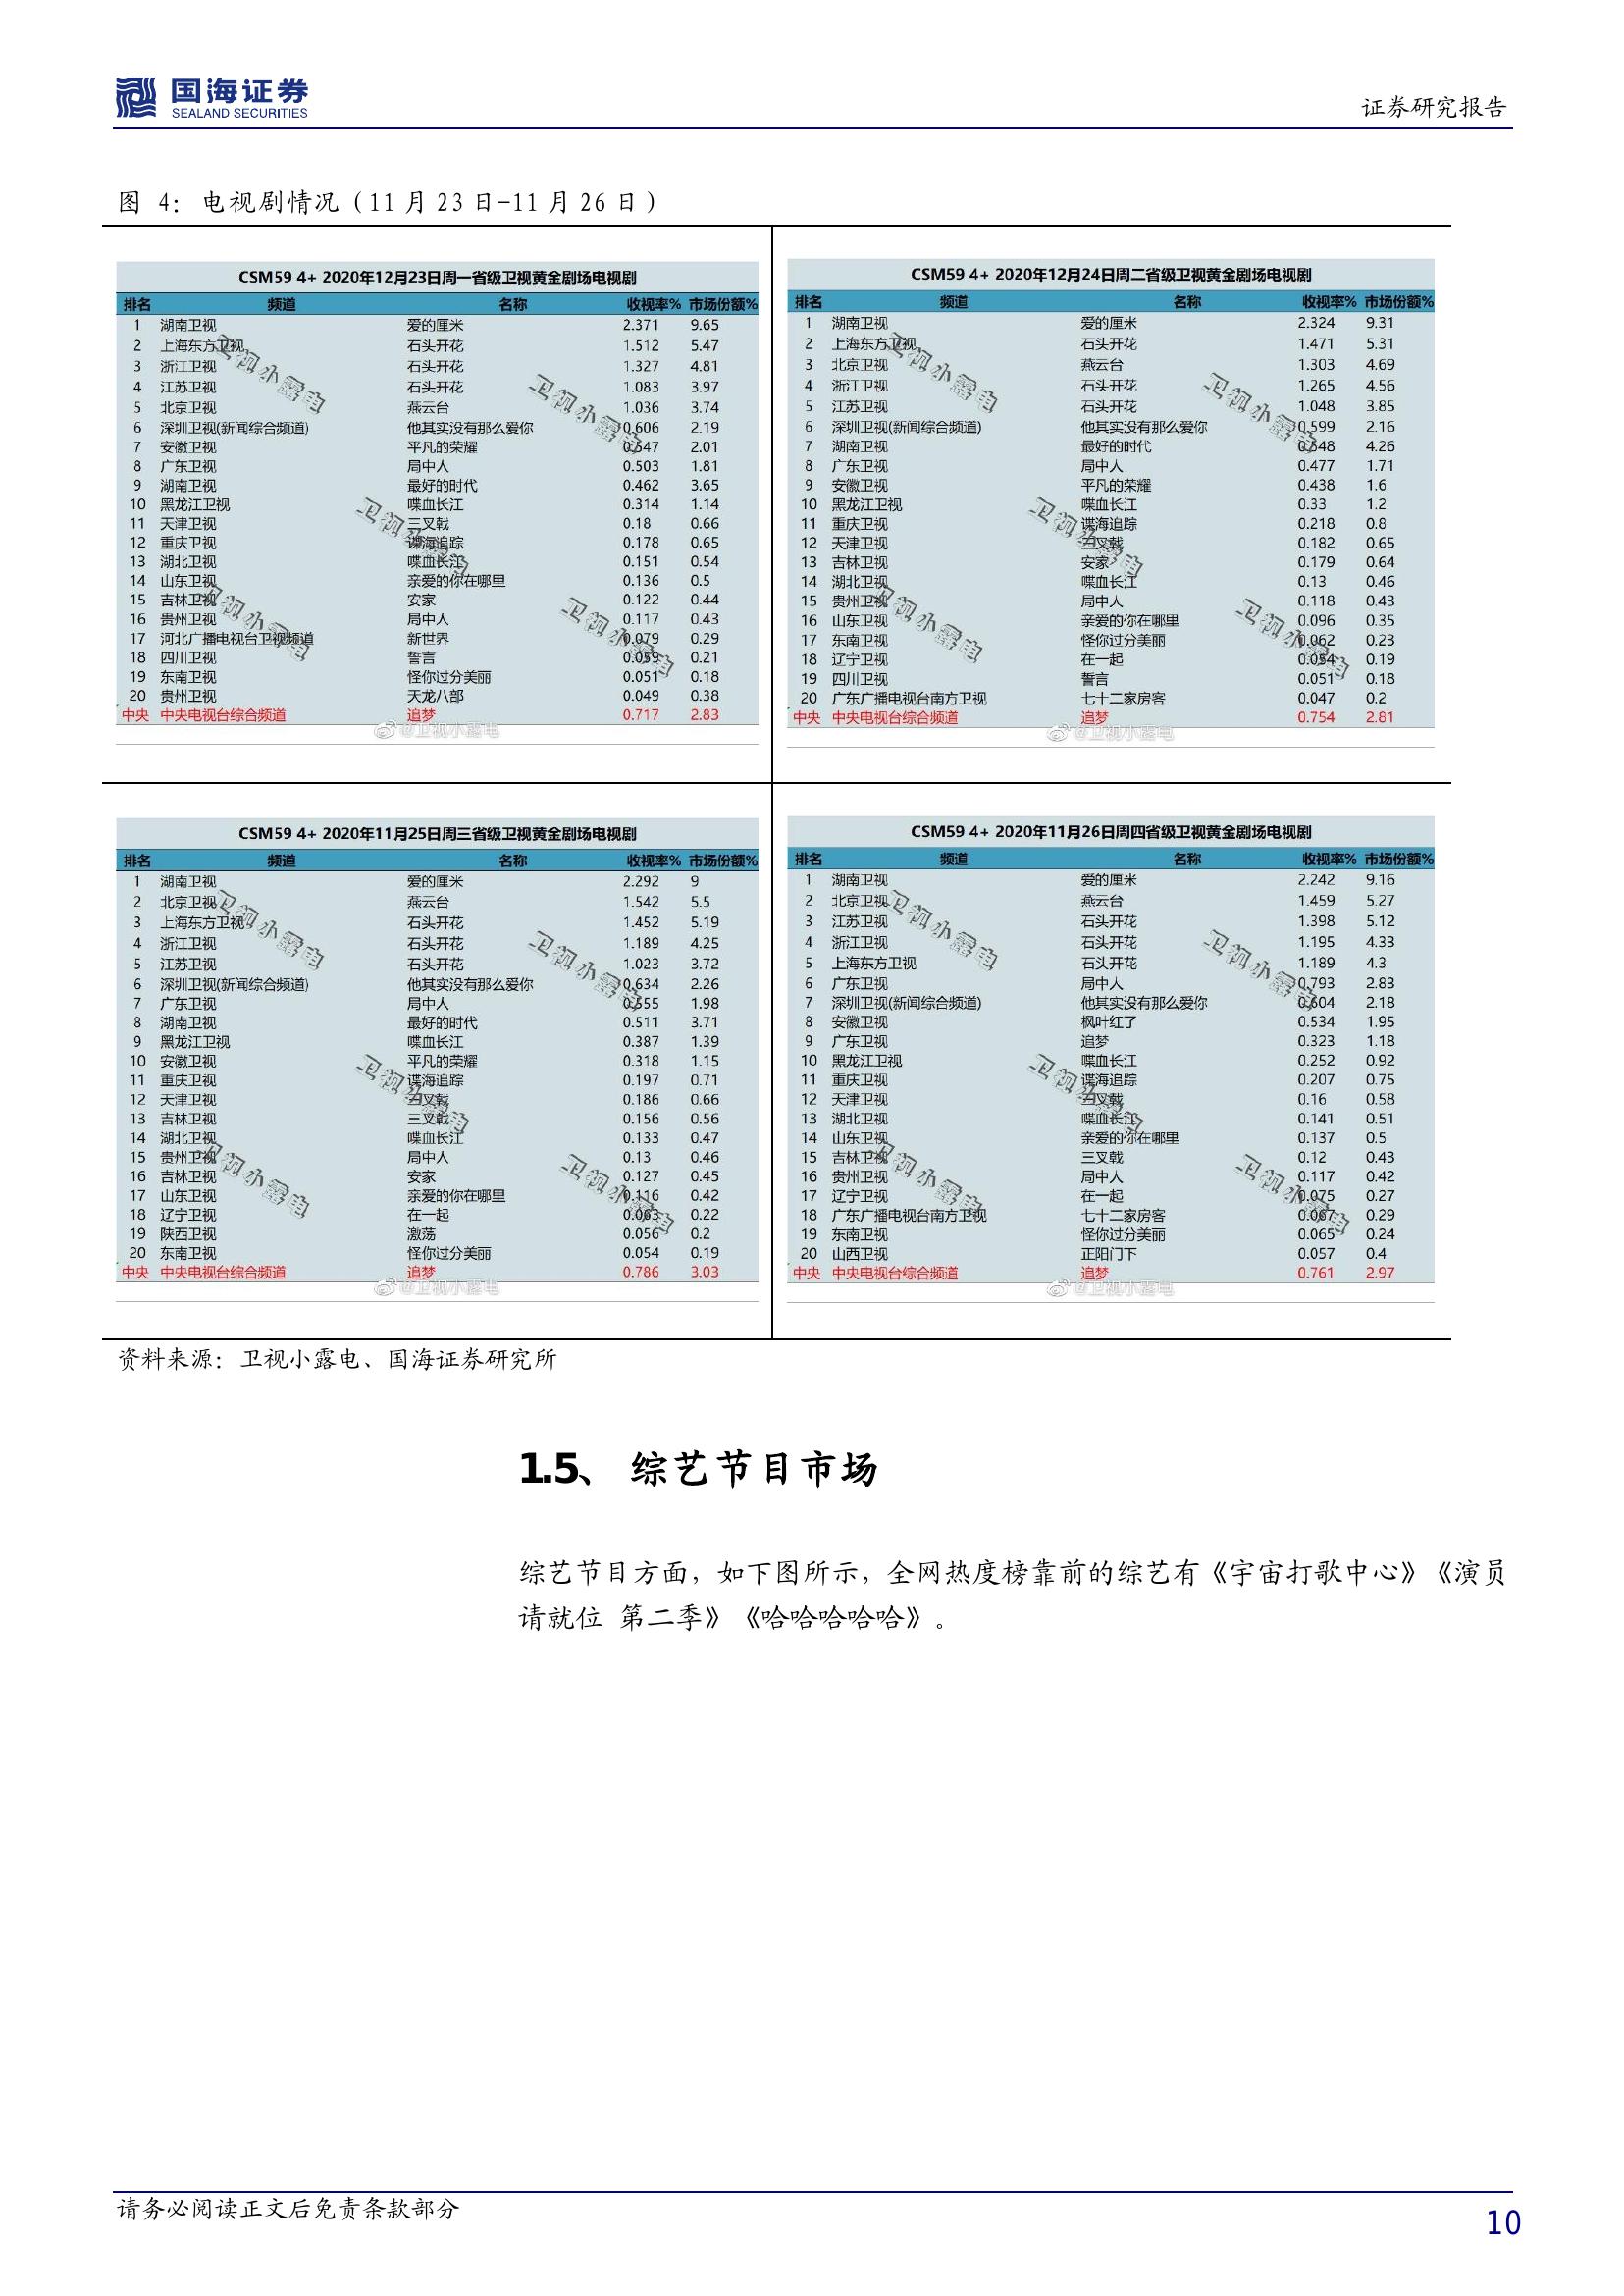 国海证券
SEALAND SECURITIES
证券研究报告
图 4：电视剧情况（11 月 23 日-11 月 26 日）
CSM59 4+ 2020年12月23日周一省级卫视黄金剧场电视剧
排名 频道 名称 收视率% 市场份额%
1 湖南卫视 爱的厘米 2.371 9.65
2 上海东方卫视 石头开花 1.512 5.47
3 浙江卫视 石头开花 1.327 4.81
4 江苏卫视 石头开花 1.083 3.97
5 北京卫视 燕云台 1.036 3.74
6 深圳卫视(新闻综合频道) 他其实没有那么爱你 0.606 2.19
7 安徽卫视 平凡的荣耀 0.547 2.01
8 广东卫视 局中人 0.503 1.81
9 湖南卫视 最好的时代 0.462 3.65
10 黑龙江卫视 喋血长江 0.314 1.14
11 天津卫视 三叉戟 0.18 0.66
12 重庆卫视 谍海追踪 0.178 0.65
13 湖北卫视 喋血长江 0.151 0.54
14 山东卫视 亲爱的你在哪里 0.136 0.5
15 吉林卫视 安家 0.122 0.44
16 贵州卫视 局中人 0.117 0.43
17 河北广播电视台卫视频道 新世界 0.079 0.29
18 四川卫视 誓言 0.059 0.21
19 东南卫视 怪你过分美丽 0.051 0.18
20 贵州卫视 天龙八部 0.049 0.38
中央 中央电视台综合频道 追梦 0.717 2.83
@卫视小露电
CSM59 4+ 2020年12月24日周二省级卫视黄金剧场电视剧
排名 频道 名称 收视率% 市场份额%
1 湖南卫视 爱的厘米 2.324 9.31
2 上海东方卫视 石头开花 1.471 5.31
3 北京卫视 燕云台 1.303 4.69
4 浙江卫视 石头开花 1.265 4.56
5 江苏卫视 石头开花 1.048 3.85
6 深圳卫视(新闻综合频道) 他其实没有那么爱你 0.599 2.16
7 湖南卫视 最好的时代 0.548 4.26
8 广东卫视 局中人 0.477 1.71
9 安徽卫视 平凡的荣耀 0.438 1.6
10 黑龙江卫视 喋血长江 0.33 1.2
11 重庆卫视 谍海追踪 0.218 0.8
12 天津卫视 三叉戟 0.182 0.65
13 吉林卫视 安家 0.179 0.64
14 湖北卫视 喋血长江 0.13 0.46
15 贵州卫视 局中人 0.118 0.43
16 山东卫视 亲爱的你在哪里 0.096 0.35
17 东南卫视 怪你过分美丽 0.062 0.23
18 辽宁卫视 在一起 0.054 0.19
19 四川卫视 誓言 0.051 0.18
20 广东广播电视台南方卫视 七十二家房客 0.047 0.2
中央 中央电视台综合频道 追梦 0.754 2.81
@卫视小露电
CSM59 4+ 2020年11月25日周三省级卫视黄金剧场电视剧
排名 频道 名称 收视率% 市场份额%
1 湖南卫视 爱的厘米 2.292 9
2 北京卫视 燕云台 1.542 5.5
3 上海东方卫视 石头开花 1.452 5.19
4 浙江卫视 石头开花 1.189 4.25
5 江苏卫视 石头开花 1.023 3.72
6 深圳卫视(新闻综合频道) 他其实没有那么爱你 0.634 2.26
7 广东卫视 局中人 0.555 1.98
8 湖南卫视 最好的时代 0.511 3.71
9 黑龙江卫视 喋血长江 0.387 1.39
10 安徽卫视 平凡的荣耀 0.318 1.15
11 重庆卫视 谍海追踪 0.197 0.71
12 天津卫视 三叉戟 0.186 0.66
13 吉林卫视 三叉戟 0.156 0.56
14 湖北卫视 喋血长江 0.133 0.47
15 贵州卫视 局中人 0.13 0.46
16 吉林卫视 安家 0.127 0.45
17 山东卫视 亲爱的你在哪里 0.116 0.42
18 辽宁卫视 在一起 0.063 0.22
19 陕西卫视 激荡 0.056 0.2
20 东南卫视 怪你过分美丽 0.054 0.19
中央 中央电视台综合频道 追梦 0.786 3.03
@卫视小露电
CSM59 4+ 2020年11月26日周四省级卫视黄金剧场电视剧
排名 频道 名称 收视率% 市场份额%
1 湖南卫视 爱的厘米 2.242 9.16
2 北京卫视 燕云台 1.459 5.27
3 江苏卫视 石头开花 1.398 5.12
4 浙江卫视 石头开花 1.195 4.33
5 上海东方卫视 石头开花 1.189 4.3
6 广东卫视 局中人 0.793 2.83
7 深圳卫视(新闻综合频道) 他其实没有那么爱你 0.604 2.18
8 安徽卫视 枫叶红了 0.534 1.95
9 广东卫视 追梦 0.323 1.18
10 黑龙江卫视 喋血长江 0.252 0.92
11 重庆卫视 谍海追踪 0.207 0.75
12 天津卫视 三叉戟 0.16 0.58
13 湖北卫视 喋血长江 0.141 0.51
14 山东卫视 亲爱的你在哪里 0.137 0.5
15 吉林卫视 三叉戟 0.12 0.43
16 贵州卫视 局中人 0.117 0.42
17 辽宁卫视 在一起 0.075 0.27
18 广东广播电视台南方卫视 七十二家房客 0.067 0.29
19 东南卫视 怪你过分美丽 0.065 0.24
20 山西卫视 正阳门下 0.057 0.4
中央 中央电视台综合频道 追梦 0.761 2.97
@卫视小露电
资料来源：卫视小露电、国海证券研究所
1.5、 综艺节目市场
综艺节目方面，如下图所示，全网热度榜靠前的综艺有《宇宙打歌中心》《演员
请就位 第二季》《哈哈哈哈哈》。
请务必阅读正文后免责条款部分
10